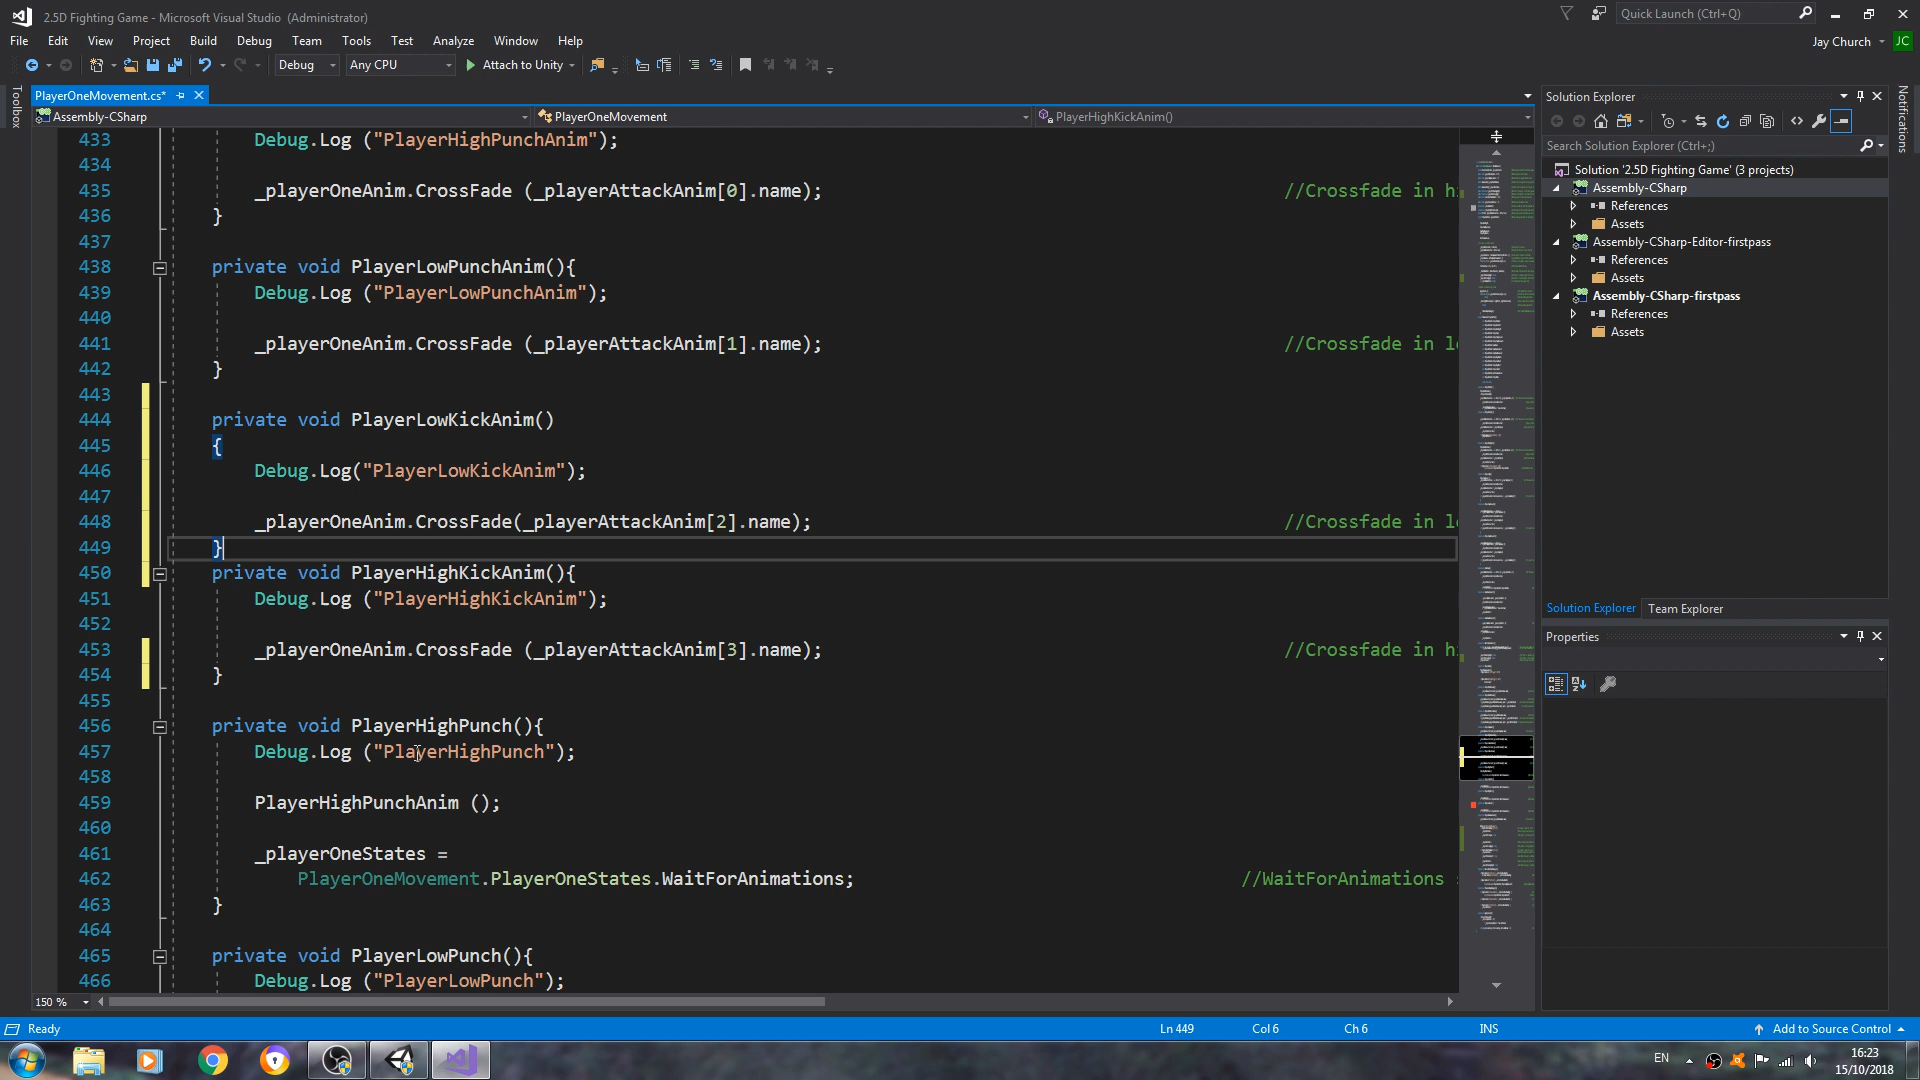 2.5D Fighting Game - Microsoft Visual Studio (Administrator)
Quick Launch (Ctrl+Q)
File Edit View Project Build Debug Team Tools Test Analyze Window Help
Jay Church JC
Debug Any CPU Attach to Unity
Toolbox
PlayerOneMovement.cs*
Assembly-CSharp PlayerOneMovement PlayerHighKickAnim()
433 Debug.Log ("PlayerHighPunchAnim");
434
435 _playerOneAnim.CrossFade (_playerAttackAnim[0].name); //Crossfade in h
436 }
437
438 private void PlayerLowPunchAnim(){
439 Debug.Log ("PlayerLowPunchAnim");
440
441 _playerOneAnim.CrossFade (_playerAttackAnim[1].name); //Crossfade in l
442 }
443
444 private void PlayerLowKickAnim()
445 {
446 Debug.Log("PlayerLowKickAnim");
447
448 _playerOneAnim.CrossFade(_playerAttackAnim[2].name); //Crossfade in l
449 }
450 private void PlayerHighKickAnim(){
451 Debug.Log ("PlayerHighKickAnim");
452
453 _playerOneAnim.CrossFade (_playerAttackAnim[3].name); //Crossfade in h
454 }
455
456 private void PlayerHighPunch(){
457 Debug.Log ("PlayerHighPunch");
458
459 PlayerHighPunchAnim ();
460
461 _playerOneStates =
462 PlayerOneMovement.PlayerOneStates.WaitForAnimations; //WaitForAnimations
463 }
464
465 private void PlayerLowPunch(){
466 Debug.Log ("PlayerLowPunch");
150 %
Solution Explorer
Search Solution Explorer (Ctrl+;)
Solution '2.5D Fighting Game' (3 projects)
Assembly-CSharp
References
Assets
Assembly-CSharp-Editor-firstpass
References
Assets
Assembly-CSharp-firstpass
References
Assets
Solution Explorer Team Explorer
Properties
Notifications
Ready Ln 449 Col 6 Ch 6 INS Add to Source Control
EN
16:23
15/10/2018